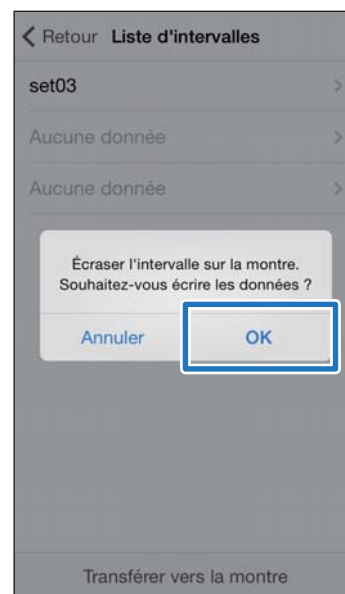 Retour Liste d'intervalles
set03
Aucune donnée
Aucune donnée
Écraser l'intervalle sur la montre.
Souhaitez-vous écrire les données ?
Annuler OK
Transférer vers la montre